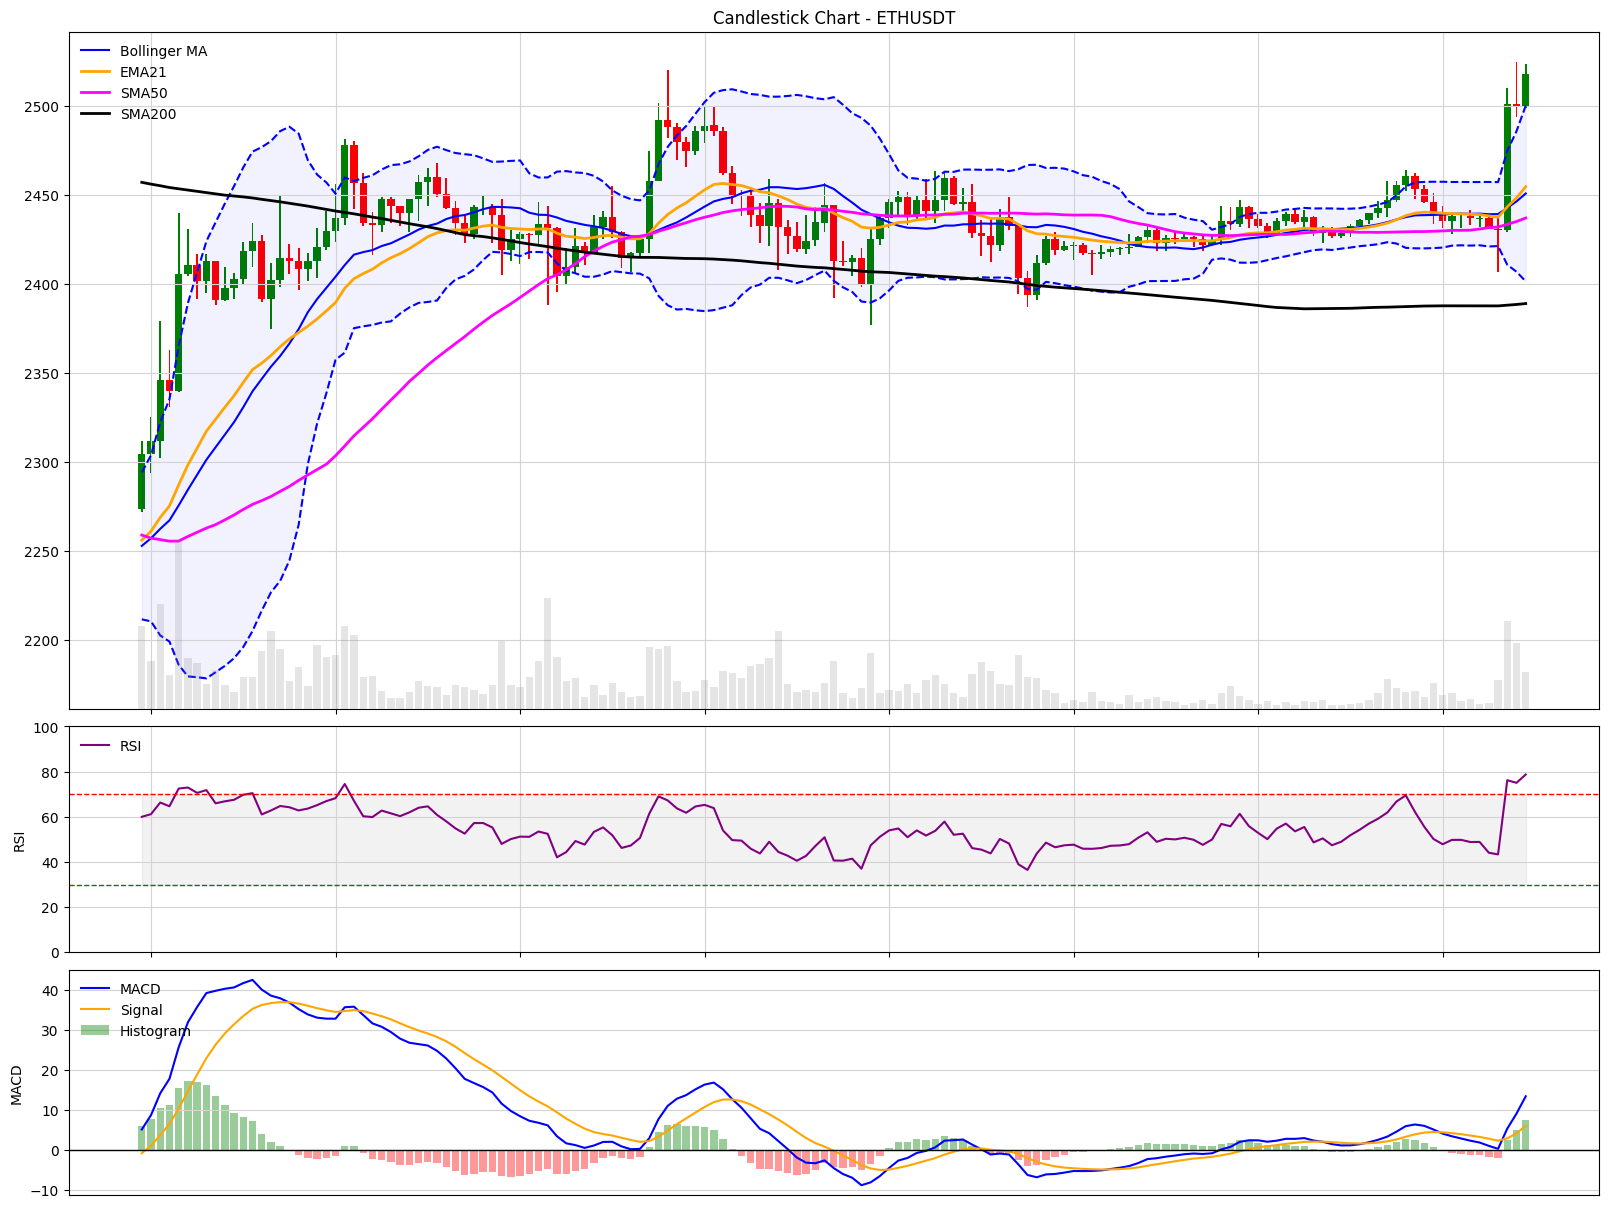 Candlestick Chart - ETHUSDT
Bollinger MA
EMA21
SMA50
SMA200
2500
2450
2400
2350
2300
2250
2200
100
80
60
40
20
0
RSI
RSI
40
30
20
10
0
−10
MACD
MACD
Signal
Histogram